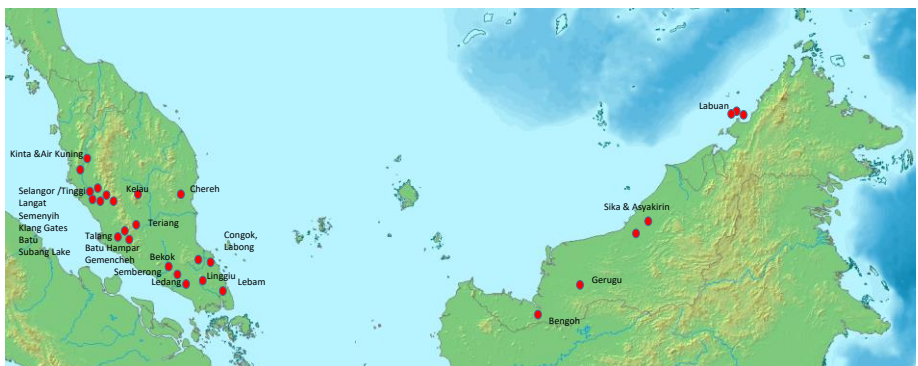 Labuan
Kinta &Air Kuning
Selangor /Tinggi
Kelau
Chereh
Langat
Semenyih
Klang Gates
Batu
Subang Lake
Teriang
Talang
Batu Hampar
Gemencheh
Congok,
Labong
Bekok
Semberong
Ledang
Linggiu
Lebam
Sika & Asyakirin
Gerugu
Bengoh